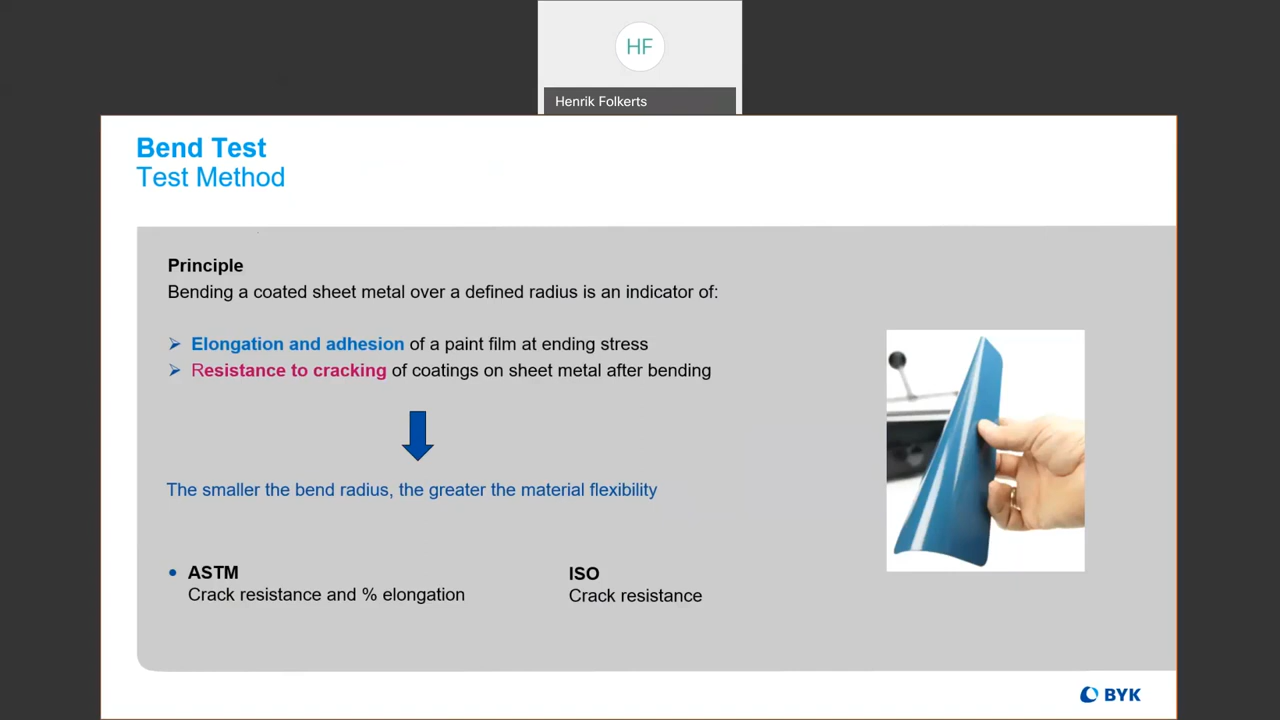 HF
Henrik Folkerts
Bend Test
Test Method
Principle
Bending a coated sheet metal over a defined radius is an indicator of:
Elongation and adhesion of a paint film at ending stress
Resistance to cracking of coatings on sheet metal after bending
The smaller the bend radius, the greater the material flexibility
ASTM
Crack resistance and % elongation
ISO
Crack resistance
BYK